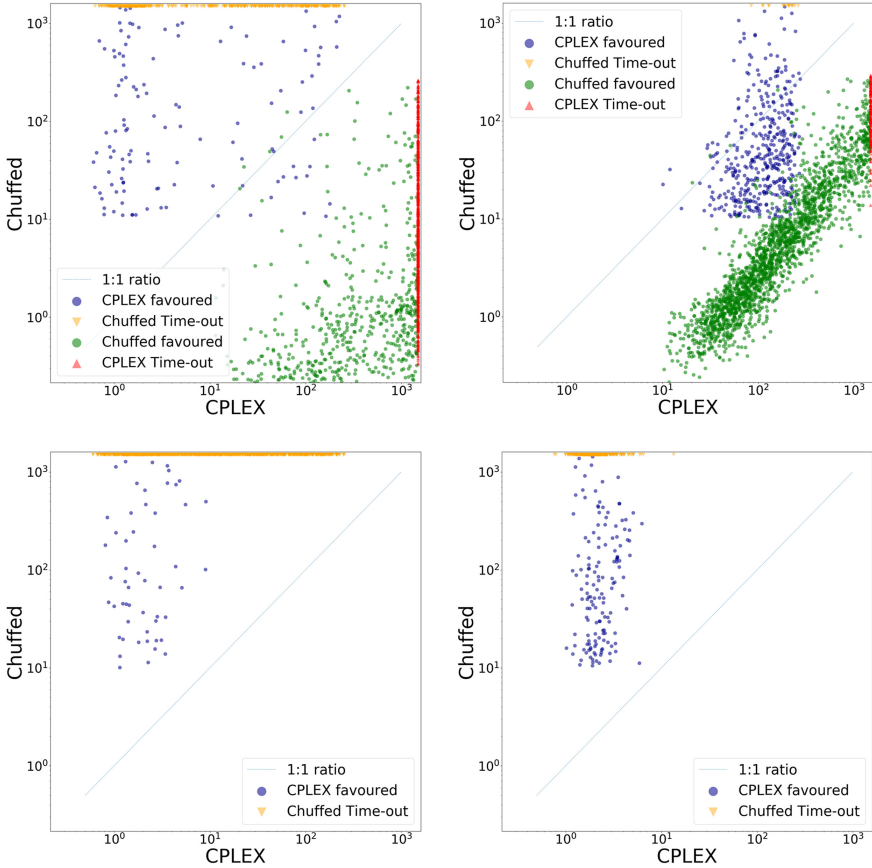 10³
10²
10¹
10⁰
Chuffed
1:1 ratio
CPLEX favoured
Chuffed Time-out
Chuffed favoured
CPLEX Time-out
10⁰
10¹
10²
10³
CPLEX
10³
10²
10¹
10⁰
Chuffed
1:1 ratio
CPLEX favoured
Chuffed Time-out
Chuffed favoured
CPLEX Time-out
10⁰
10¹
10²
10³
CPLEX
10³
10²
10¹
10⁰
Chuffed
1:1 ratio
CPLEX favoured
Chuffed Time-out
10⁰
10¹
10²
10³
CPLEX
10³
10²
10¹
10⁰
Chuffed
1:1 ratio
CPLEX favoured
Chuffed Time-out
10⁰
10¹
10²
10³
CPLEX